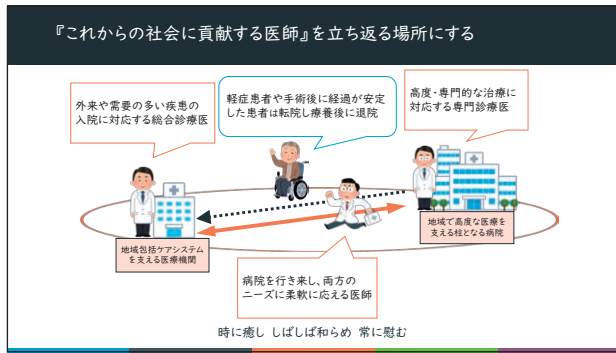 『これからの社会に貢献する医師』を立ち返る場所にする
外来や需要の多い疾患の
入院に対応する総合診療医
軽症患者や手術後に経過が安定
した患者は転院し療養後に退院
高度・専門的な治療に
対応する専門診療医
地域包括ケアシステム
を支える医療機関
地域で高度な医療を
支える柱となる病院
病院を行き来し、両方の
ニーズに柔軟に応える医師
時に癒し しばしば和らめ 常に慰む